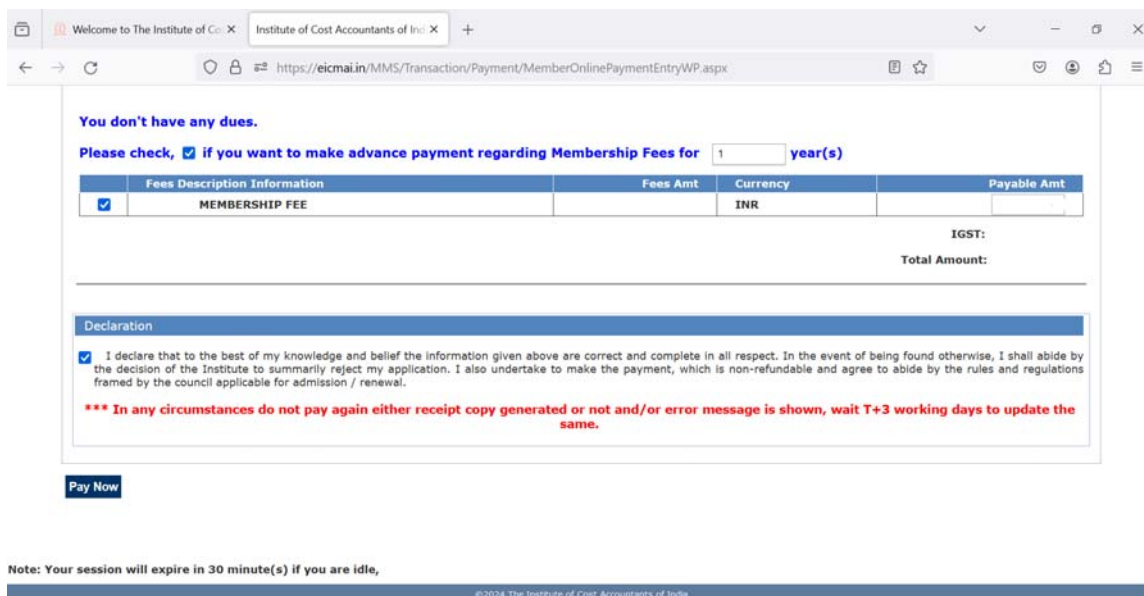 Welcome to The Institute of Co
Institute of Cost Accountants of Ind
https://eicmai.in/MMS/Transaction/Payment/MemberOnlinePaymentEntryWP.aspx
You don't have any dues.
Please check, if you want to make advance payment regarding Membership Fees for 1 year(s)
Fees Description Information Fees Amt Currency Payable Amt
MEMBERSHIP FEE INR
IGST:
Total Amount:
Declaration
I declare that to the best of my knowledge and belief the information given above are correct and complete in all respect. In the event of being found otherwise, I shall abide by
the decision of the Institute to summarily reject my application. I also undertake to make the payment, which is non-refundable and agree to abide by the rules and regulations
framed by the council applicable for admission / renewal.
*** In any circumstances do not pay again either receipt copy generated or not and/or error message is shown, wait T+3 working days to update the
same.
Pay Now
Note: Your session will expire in 30 minute(s) if you are idle,
©2024 The Institute of Cost Accountants of India